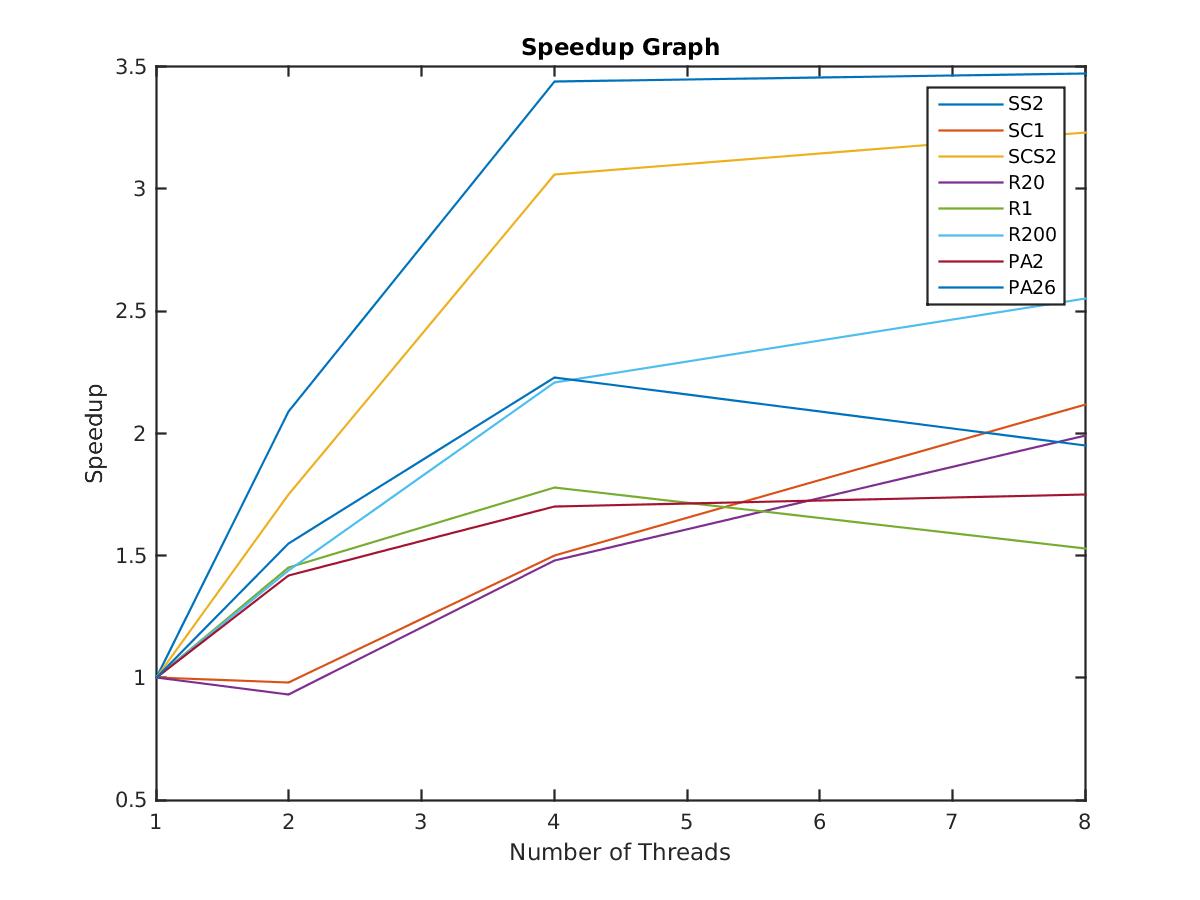 Speedup Graph
3.5
3
2.5
2
1.5
1
0.5
Speedup
SS2
SC1
SCS2
R20
R1
R200
PA2
PA26
1 2 3 4 5 6 7 8
Number of Threads